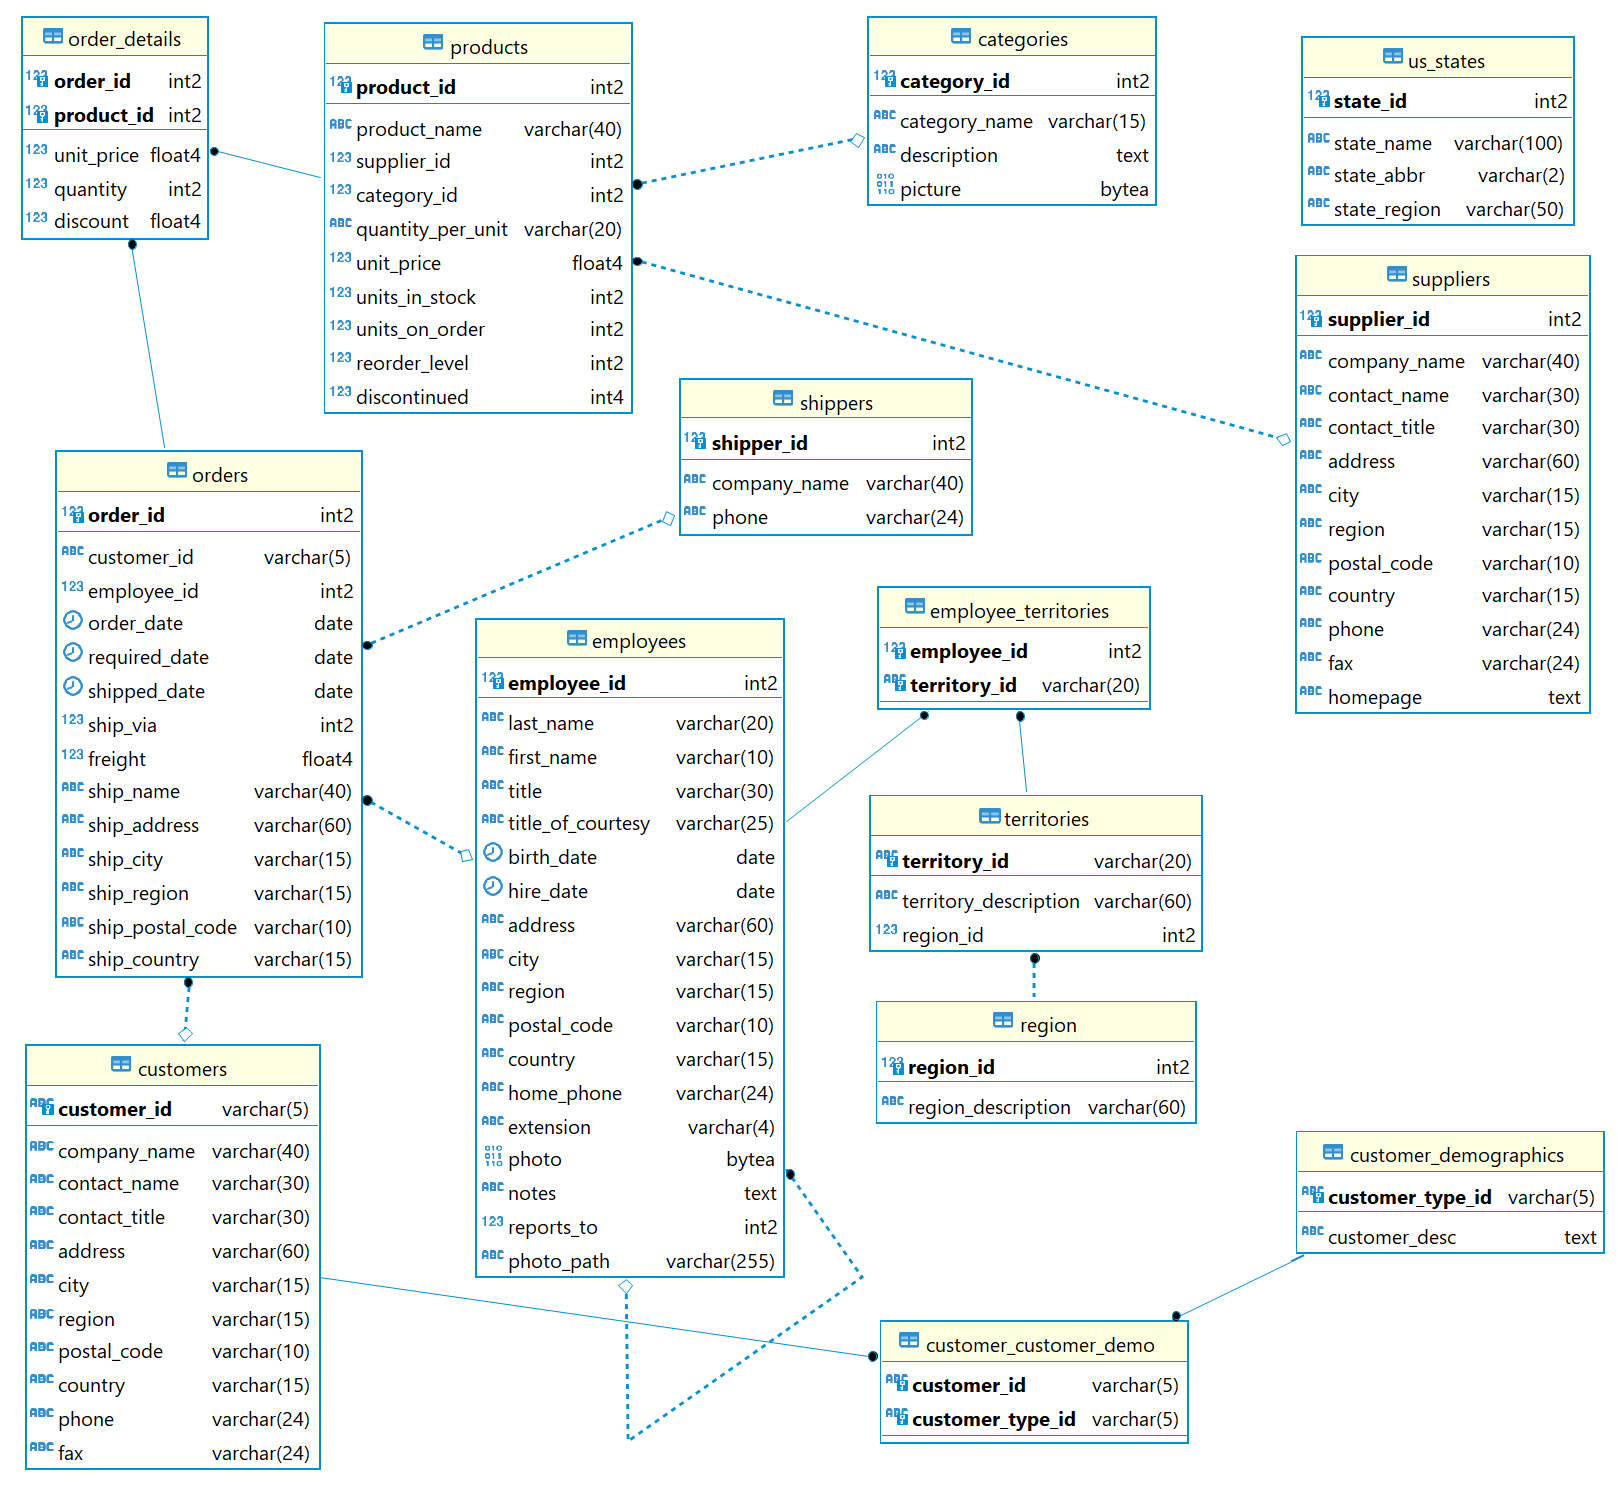 order_details
order_id int2
product_id int2
unit_price float4
quantity int2
discount float4
products
product_id int2
product_name varchar(40)
supplier_id int2
category_id int2
quantity_per_unit varchar(20)
unit_price float4
units_in_stock int2
units_on_order int2
reorder_level int2
discontinued int4
categories
category_id int2
category_name varchar(15)
description text
picture bytea
us_states
state_id int2
state_name varchar(100)
state_abbr varchar(2)
state_region varchar(50)
suppliers
supplier_id int2
company_name varchar(40)
contact_name varchar(30)
contact_title varchar(30)
address varchar(60)
city varchar(15)
region varchar(15)
postal_code varchar(10)
country varchar(15)
phone varchar(24)
fax varchar(24)
homepage text
shippers
shipper_id int2
company_name varchar(40)
phone varchar(24)
orders
order_id int2
customer_id varchar(5)
employee_id int2
order_date date
required_date date
shipped_date date
ship_via int2
freight float4
ship_name varchar(40)
ship_address varchar(60)
ship_city varchar(15)
ship_region varchar(15)
ship_postal_code varchar(10)
ship_country varchar(15)
employees
employee_id int2
last_name varchar(20)
first_name varchar(10)
title varchar(30)
title_of_courtesy varchar(25)
birth_date date
hire_date date
address varchar(60)
city varchar(15)
region varchar(15)
postal_code varchar(10)
country varchar(15)
home_phone varchar(24)
extension varchar(4)
photo bytea
notes text
reports_to int2
photo_path varchar(255)
employee_territories
employee_id int2
territory_id varchar(20)
territories
territory_id varchar(20)
territory_description varchar(60)
region_id int2
region
region_id int2
region_description varchar(60)
customers
customer_id varchar(5)
company_name varchar(40)
contact_name varchar(30)
contact_title varchar(30)
address varchar(60)
city varchar(15)
region varchar(15)
postal_code varchar(10)
country varchar(15)
phone varchar(24)
fax varchar(24)
customer_demographics
customer_type_id varchar(5)
customer_desc text
customer_customer_demo
customer_id varchar(5)
customer_type_id varchar(5)